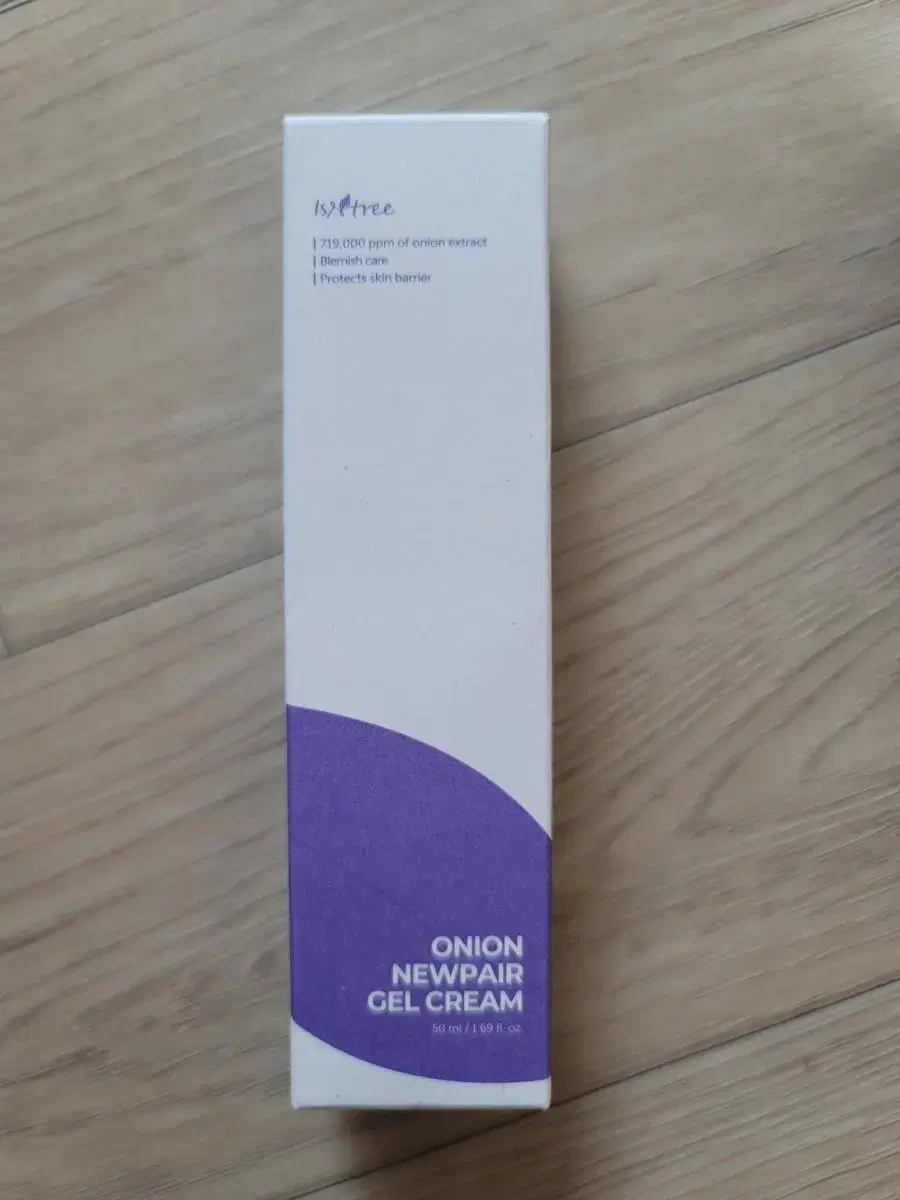 Isntree
719,000 ppm of onion extract
Blemish care
Protects skin barrier
ONION
NEWPAIR
GEL CREAM
50 ml / 1.69 fl. oz.